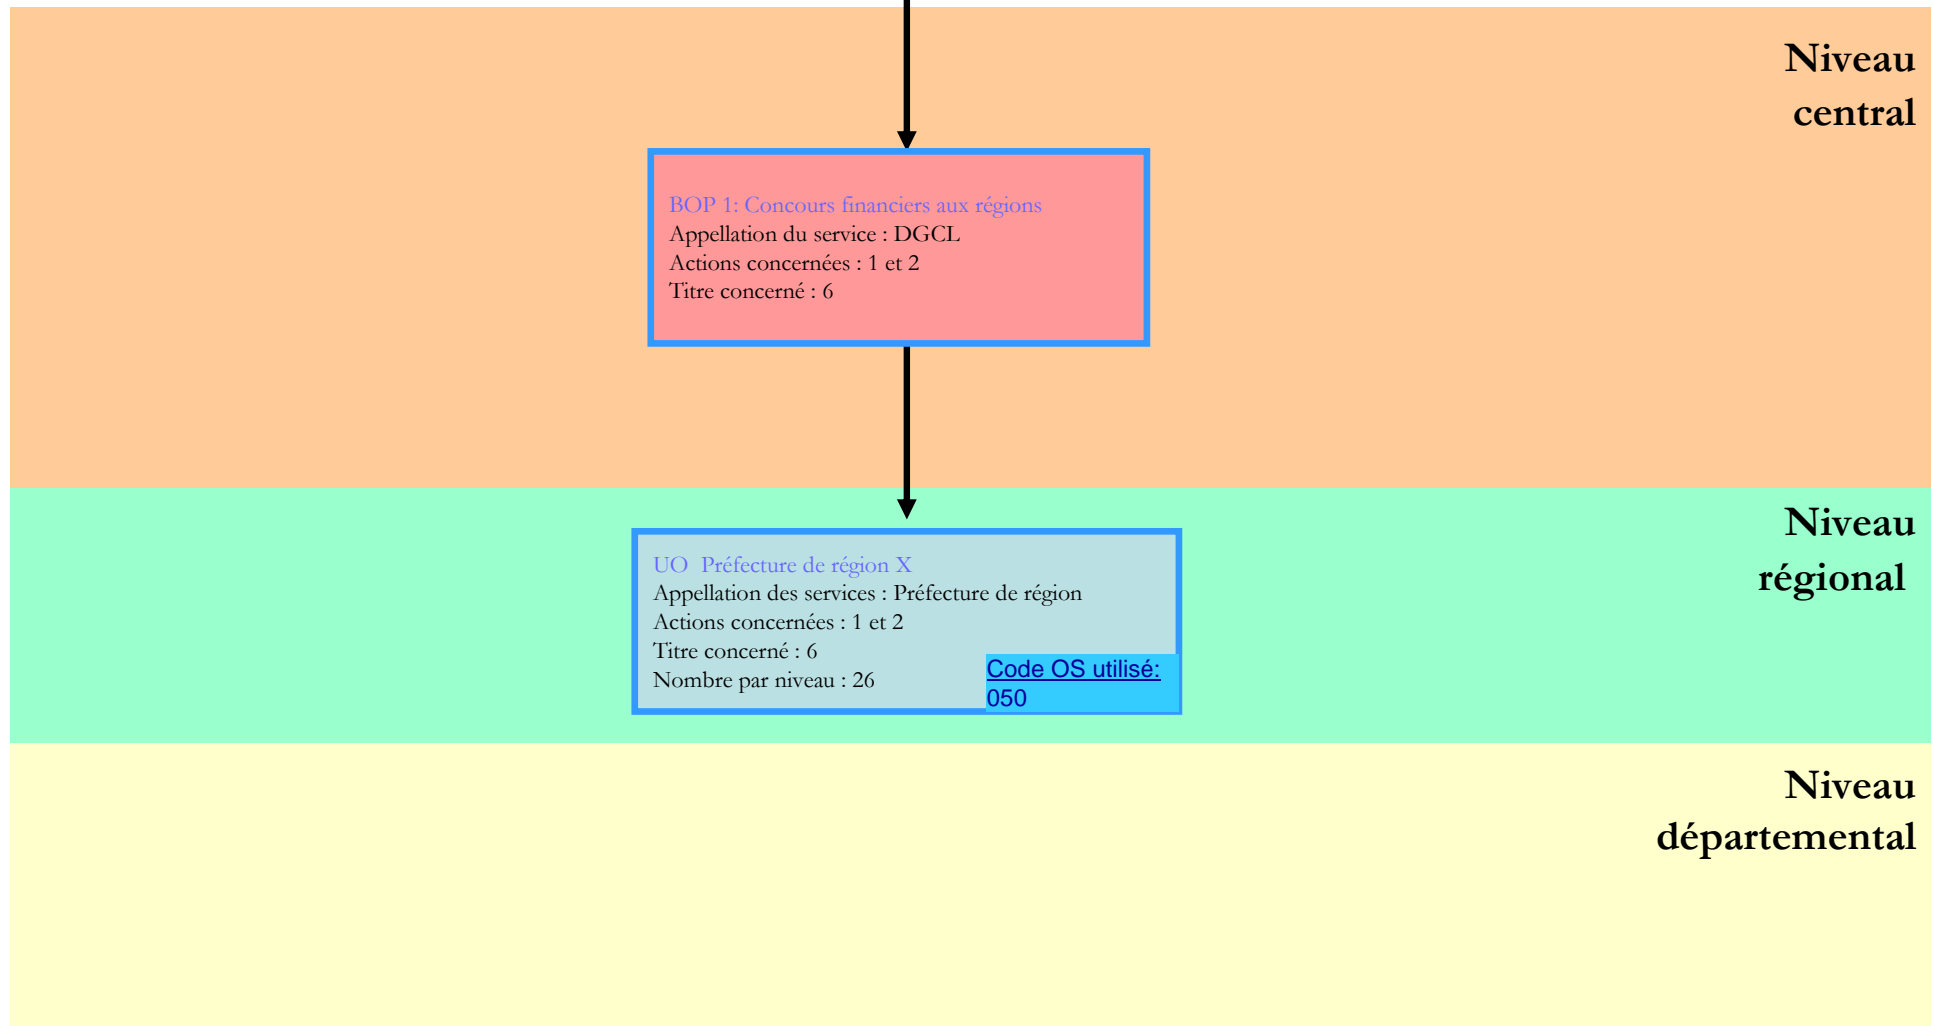 Niveau
central
BOP 1: Concours financiers aux régions
Appellation du service : DGCL
Actions concernées : 1 et 2
Titre concerné : 6
Niveau
régional
UO  Préfecture de région X
Appellation des services : Préfecture de région
Actions concernées : 1 et 2
Titre concerné : 6
Nombre par niveau : 26
Code OS utilisé:
050
Niveau
départemental